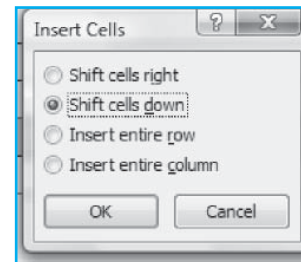 Insert Cells
Shift cells right
Shift cells down
Insert entire row
Insert entire column
OK
Cancel